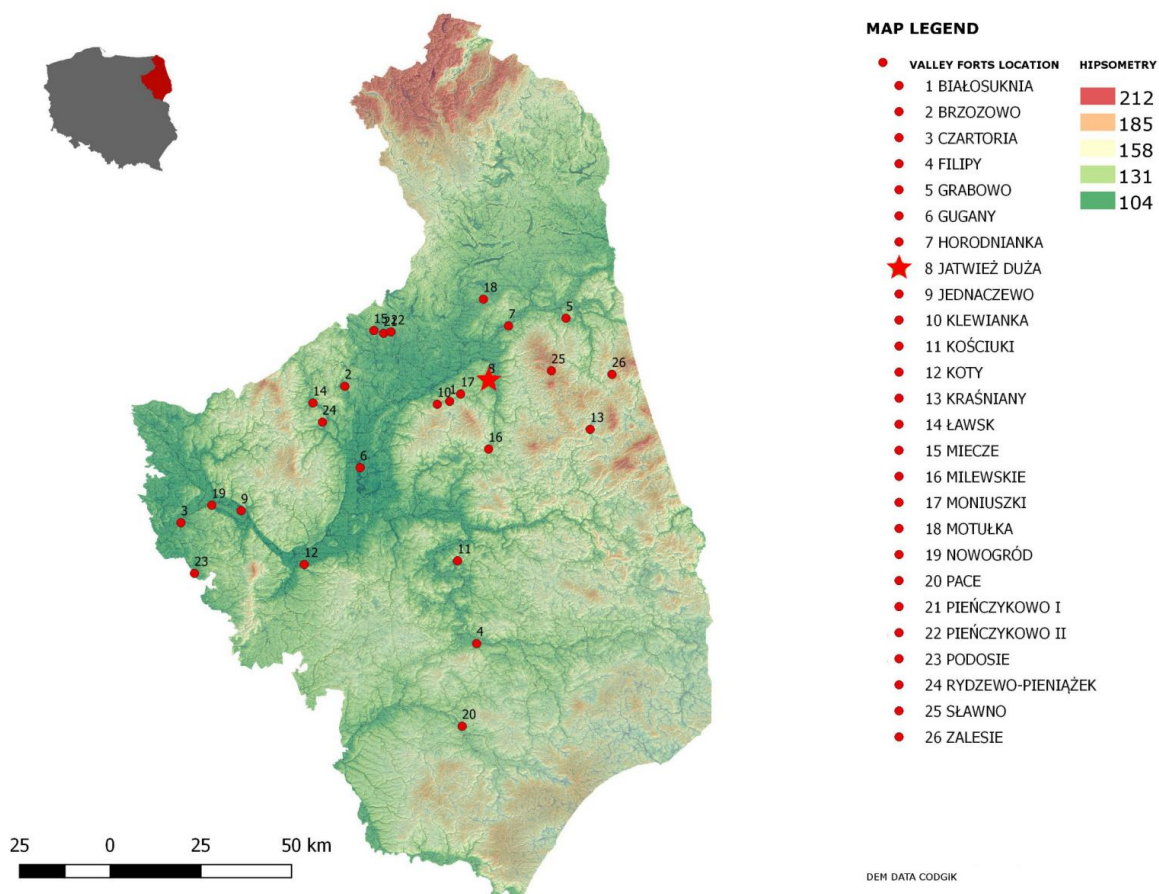 MAP LEGEND
VALLEY FORTS LOCATION
1 BIAŁOSUKNIA
2 BRZOZOWO
3 CZARTORIA
4 FILIPY
5 GRABOWO
6 GUGANY
7 HORODNIANKA
8 JATWIEŻ DUŻA
9 JEDNACZEWO
10 KLEWIANKA
11 KOŚCIUKI
12 KOTY
13 KRAŚNIANY
14 ŁAWSK
15 MIECZE
16 MILEWSKIE
17 MONIUSZKI
18 MOTUŁKA
19 NOWOGRÓD
20 PACE
21 PIEŃCZYKOWO I
22 PIEŃCZYKOWO II
23 PODOSIE
24 RYDZEWO-PIENIĄŻEK
25 SŁAWNO
26 ZALESIE
HIPSOMETRY
212
185
158
131
104
18
5
7
15
21
22
25
26
8
2
17
1
10
14
24
13
16
6
19
9
3
12
11
23
4
20
25 0 25 50 km
DEM DATA CODGIK